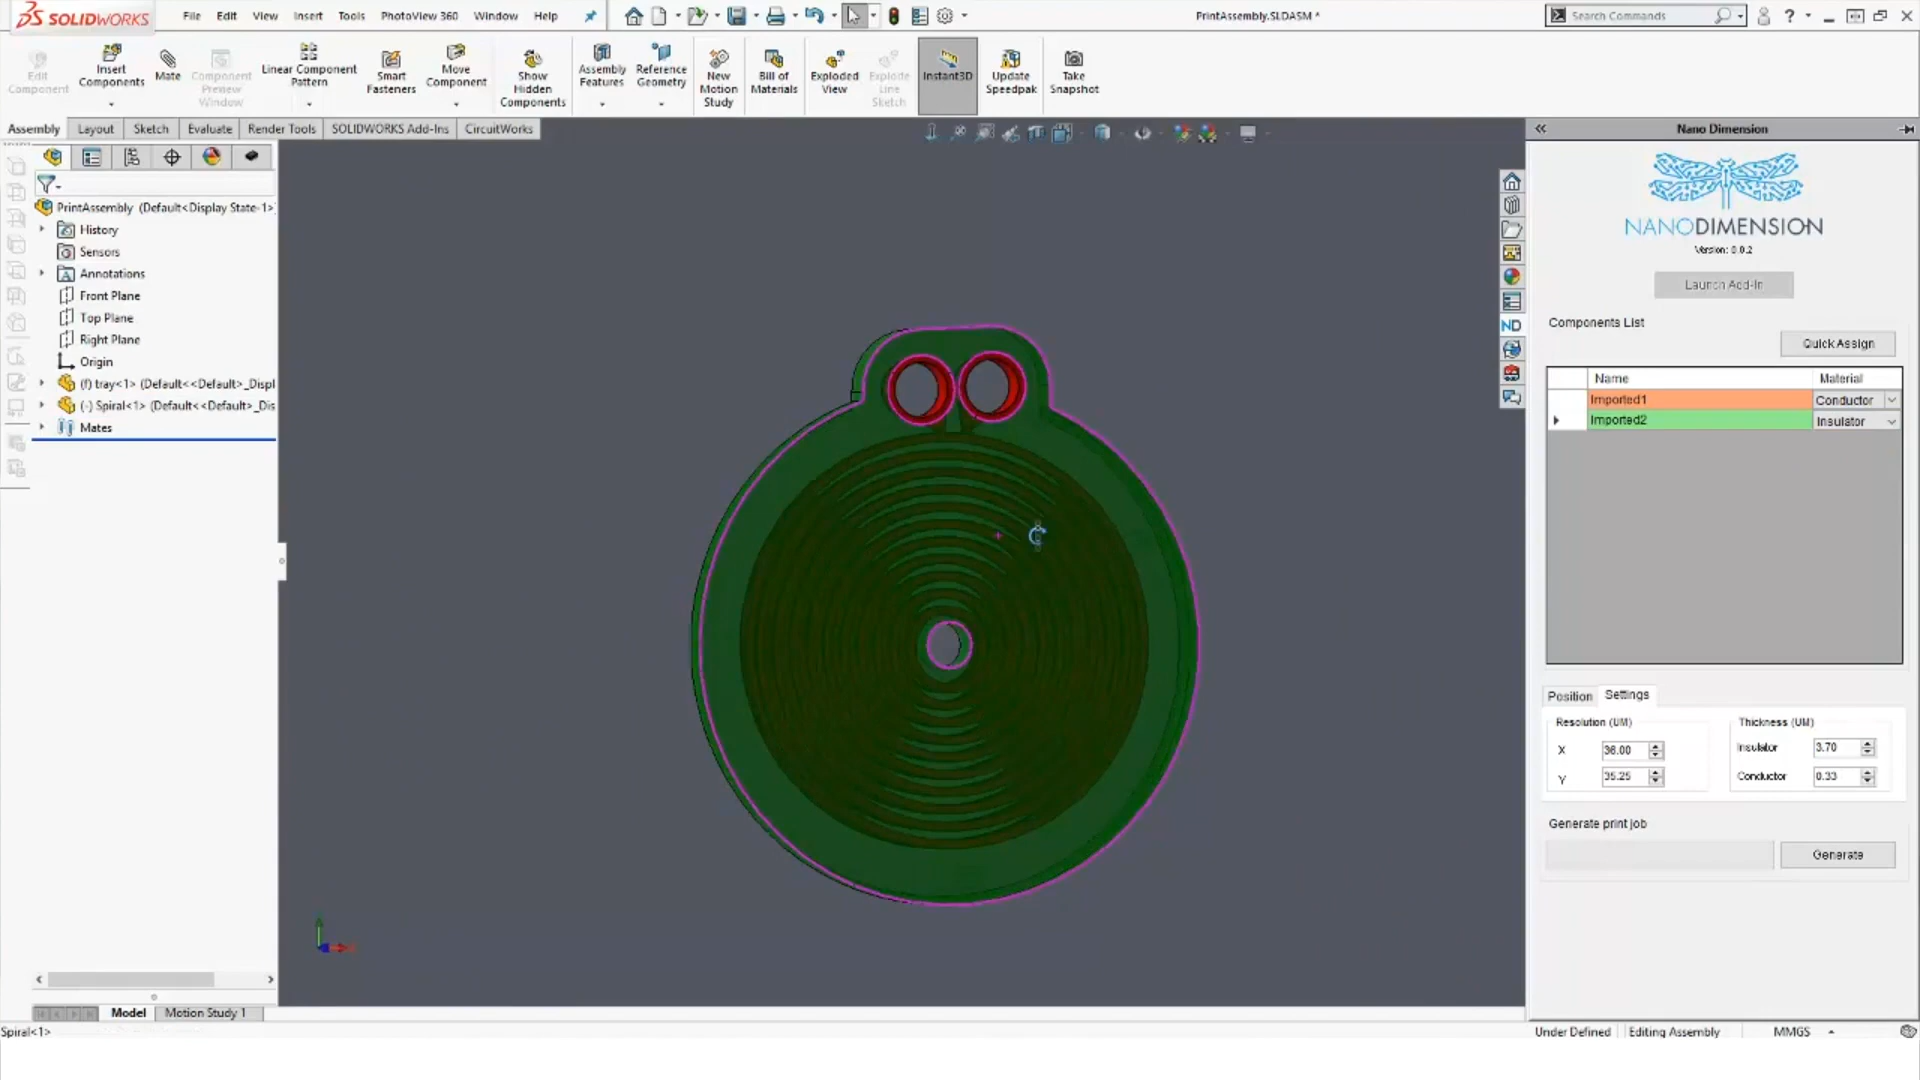 SOLIDWORKS
File Edit View Insert Tools PhotoView 360 Window Help
PrintAssembly.SLDASM *
Search Commands
Edit Component
Insert Components
Mate
Component Preview Window
Linear Component Pattern
Smart Fasteners
Move Component
Show Hidden Components
Assembly Features
Reference Geometry
New Motion Study
Bill of Materials
Exploded View
Explode Line Sketch
Instant3D
Update Speedpak
Take Snapshot
Assembly Layout Sketch Evaluate Render Tools SOLIDWORKS Add-Ins CircuitWorks
PrintAssembly (Default<Display State-1>
History
Sensors
Annotations
Front Plane
Top Plane
Right Plane
Origin
(f) tray<1> (Default<<Default>_Displ
(-) Spiral<1> (Default<<Default>_Dis
Mates
Model Motion Study 1
Spiral<1>
ND
Nano Dimension
NANODIMENSION
Version: 0.0.2
Launch Add-In
Components List
Quick Assign
Name Material
Imported1 Conductor
Imported2 Insulator
Position Settings
Resolution (UM)
X 36.00
Y 35.25
Thickness (UM)
Insulator 3.70
Conductor 0.33
Generate print job
Generate
Under Defined Editing Assembly MMGS